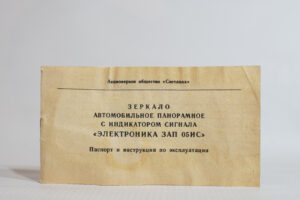 Акционерное общество «Светлана»
ЗЕРКАЛО
АВТОМОБИЛЬНОЕ ПАНОРАМНОЕ
С ИНДИКАТОРОМ СИГНАЛА
«ЭЛЕКТРОНИКА ЗАП 05ИС»
Паспорт и инструкция по эксплуатации